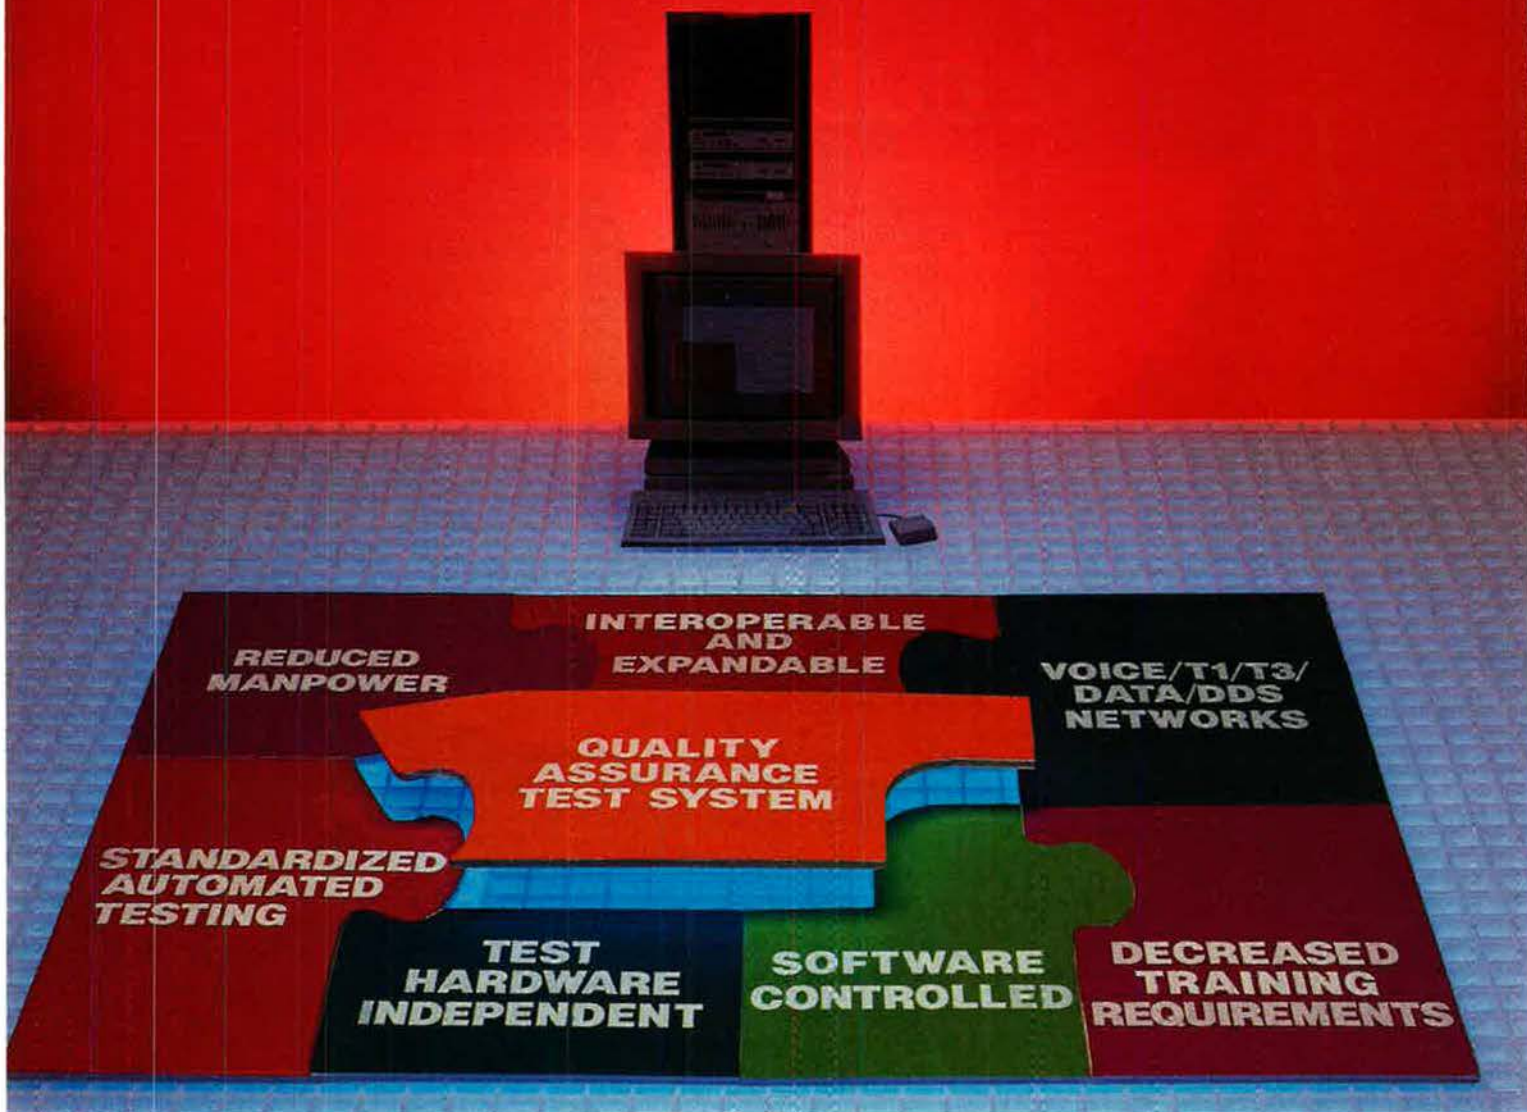 REDUCED
MANPOWER
INTEROPERABLE
AND
EXPANDABLE
VOICE/T1/T3/
DATA/DDS
NETWORKS
QUALITY
ASSURANCE
TEST SYSTEM
STANDARDIZED
AUTOMATED
TESTING
TEST
HARDWARE
INDEPENDENT
SOFTWARE
CONTROLLED
DECREASED
TRAINING
REQUIREMENTS